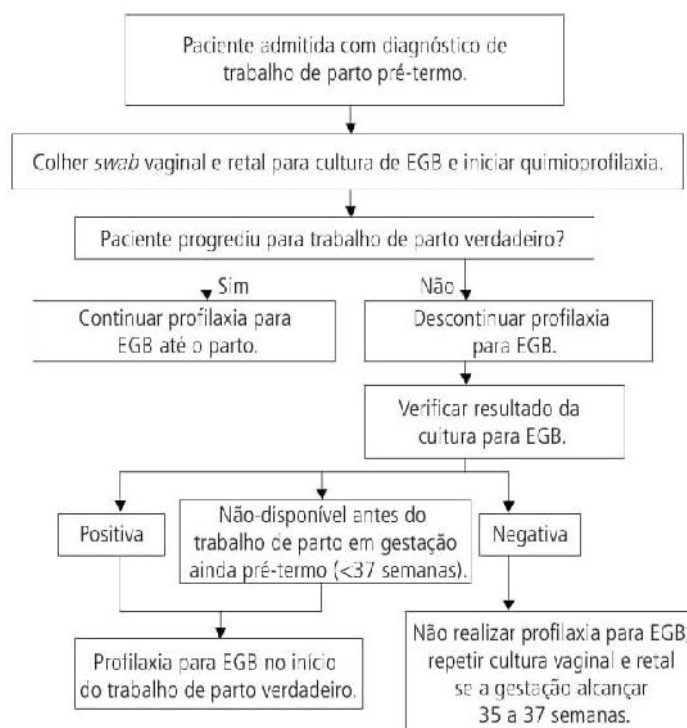 Paciente admitida com diagnóstico de
trabalho de parto pré-termo.
Colher swab vaginal e retal para cultura de EGB e iniciar quimioprofilaxia.
Paciente progrediu para trabalho de parto verdadeiro?
Sim
Não
Continuar profilaxia para
EGB até o parto.
Descontinuar profilaxia
para EGB.
Verificar resultado da
cultura para EGB.
Positiva
Não-disponível antes do
trabalho de parto em gestação
ainda pré-termo (<37 semanas).
Negativa
Profilaxia para EGB no início
do trabalho de parto verdadeiro.
Não realizar profilaxia para EGB,
repetir cultura vaginal e retal
se a gestação alcançar
35 a 37 semanas.